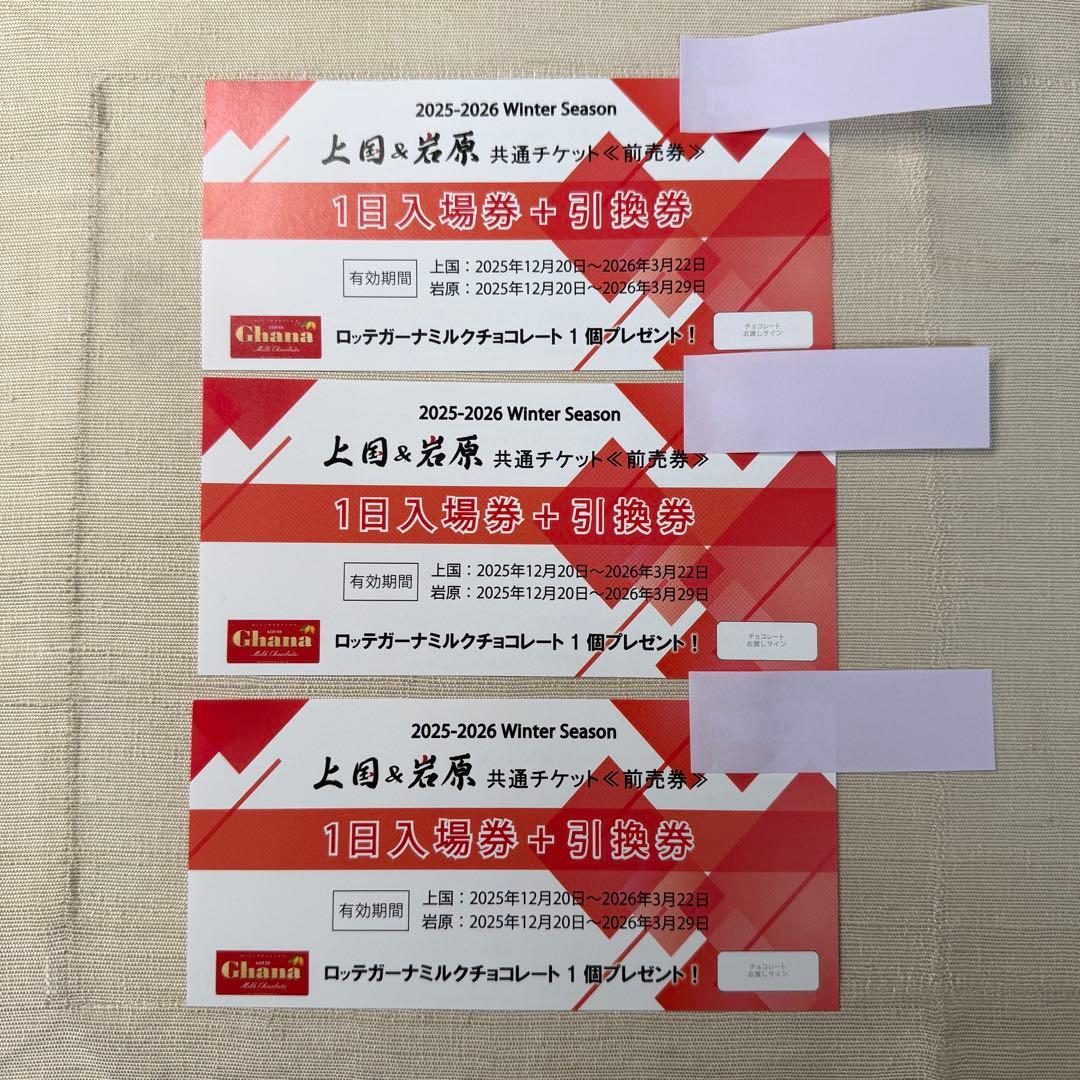 2025-2026 Winter Season
上国&岩原 共通チケット≪前売券≫
1日入場券+引換券
有効期間
上国：2025年12月20日～2026年3月22日
岩原：2025年12月20日～2026年3月29日
LOTTE
Ghana
Milk Chocolate
ロッテガーナミルクチョコレート 1 個プレゼント！
チョコレート
お渡しサイン
2025-2026 Winter Season
上国&岩原 共通チケット≪前売券≫
1日入場券+引換券
有効期間
上国：2025年12月20日～2026年3月22日
岩原：2025年12月20日～2026年3月29日
LOTTE
Ghana
Milk Chocolate
ロッテガーナミルクチョコレート 1 個プレゼント！
チョコレート
お渡しサイン
2025-2026 Winter Season
上国&岩原 共通チケット≪前売券≫
1日入場券+引換券
有効期間
上国：2025年12月20日～2026年3月22日
岩原：2025年12月20日～2026年3月29日
LOTTE
Ghana
Milk Chocolate
ロッテガーナミルクチョコレート 1 個プレゼント！
チョコレート
お渡しサイン